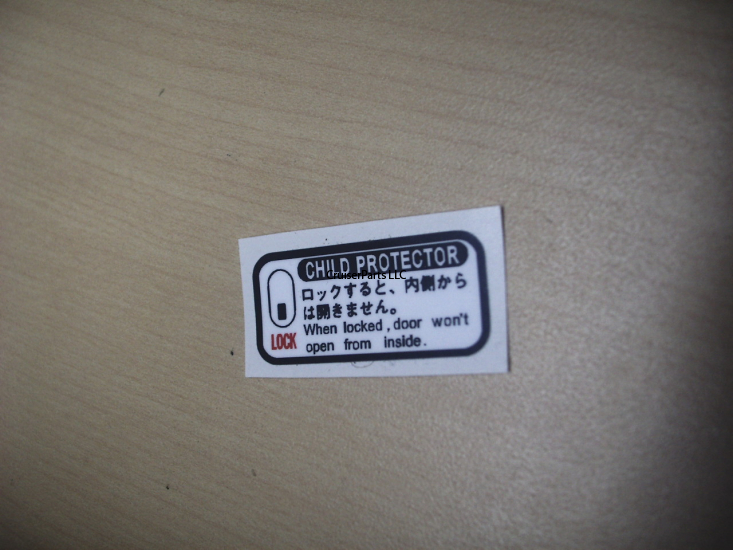 CHILD PROTECTOR
CruiserParts LLC
ロックすると、内側から
は開きません。
When locked, door won't
open from inside.
LOCK